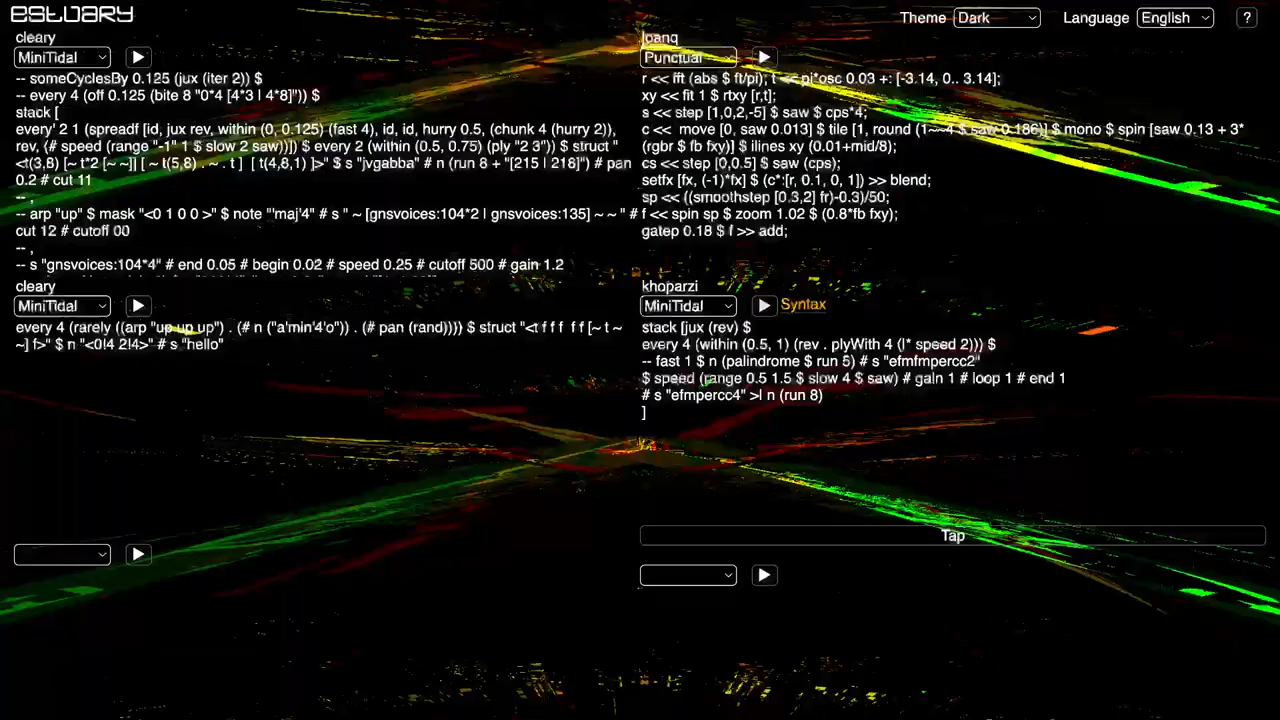 estuary
Theme Dark Language English ?
cleary
MiniTidal
-- someCyclesBy 0.125 (jux (iter 2)) $
-- every 4 (off 0.125 (bite 8 "0*4 [4*3 | 4*8]")) $
stack [
every' 2 1 (spreadf [id, jux rev, within (0, 0.125) (fast 4), id, id, hurry 0.5, (chunk 4 (hurry 2)),
rev, (# speed (range "-1" 1 $ slow 2 saw))]) $ every 2 (within (0.5, 0.75) (ply "2 3")) $ struct "
<t(3,8) [~ t*2 [~ ~]] [ ~ t(5,8) . ~ . t ] [ t(4,8,1) ]>" $ s "jvgabba" # n (run 8 + "[215 | 218]") # pan
0.2 # cut 11
-- ,
-- arp "up" $ mask "<0 1 0 0 >" $ note "'maj'4" # s " ~ [gnsvoices:104*2 | gnsvoices:135] ~ ~ " #
cut 12 # cutoff 00
-- ,
-- s "gnsvoices:104*4" # end 0.05 # begin 0.02 # speed 0.25 # cutoff 500 # gain 1.2
joanq
Punctual
r << fft (abs $ ft/pi); t << pi*osc 0.03 +: [-3.14, 0.. 3.14];
xy << fit 1 $ rtxy [r,t];
s << step [1,0,2,-5] $ saw $ cps*4;
c << move [0, saw 0.013] $ tile [1, round (1~~4 $ saw 0.186)] $ mono $ spin [saw 0.13 + 3*
(rgbr $ fb fxy)] $ ilines xy (0.01+mid/8);
cs << step [0,0.5] $ saw (cps);
setfx [fx, (-1)*fx] $ (c*:[r, 0.1, 0, 1]) >> blend;
sp << ((smoothstep [0.3,2] fr)-0.3)/50;
f << spin sp $ zoom 1.02 $ (0.8*fb fxy);
gatep 0.18 $ f >> add;
cleary
MiniTidal
every 4 (rarely ((arp "up up up") . (# n ("a'min'4'o")) . (# pan (rand)))) $ struct "<t f f f f f [~ t ~
~] f>" $ n "<0!4 2!4>" # s "hello"
khoparzi
MiniTidal Syntax
stack [jux (rev) $
every 4 (within (0.5, 1) (rev . plyWith 4 (|* speed 2))) $
-- fast 1 $ n (palindrome $ run 5) # s "efmfmpercc2"
$ speed (range 0.5 1.5 $ slow 4 $ saw) # gain 1 # loop 1 # end 1
# s "efmpercc4" >| n (run 8)
]
Tap